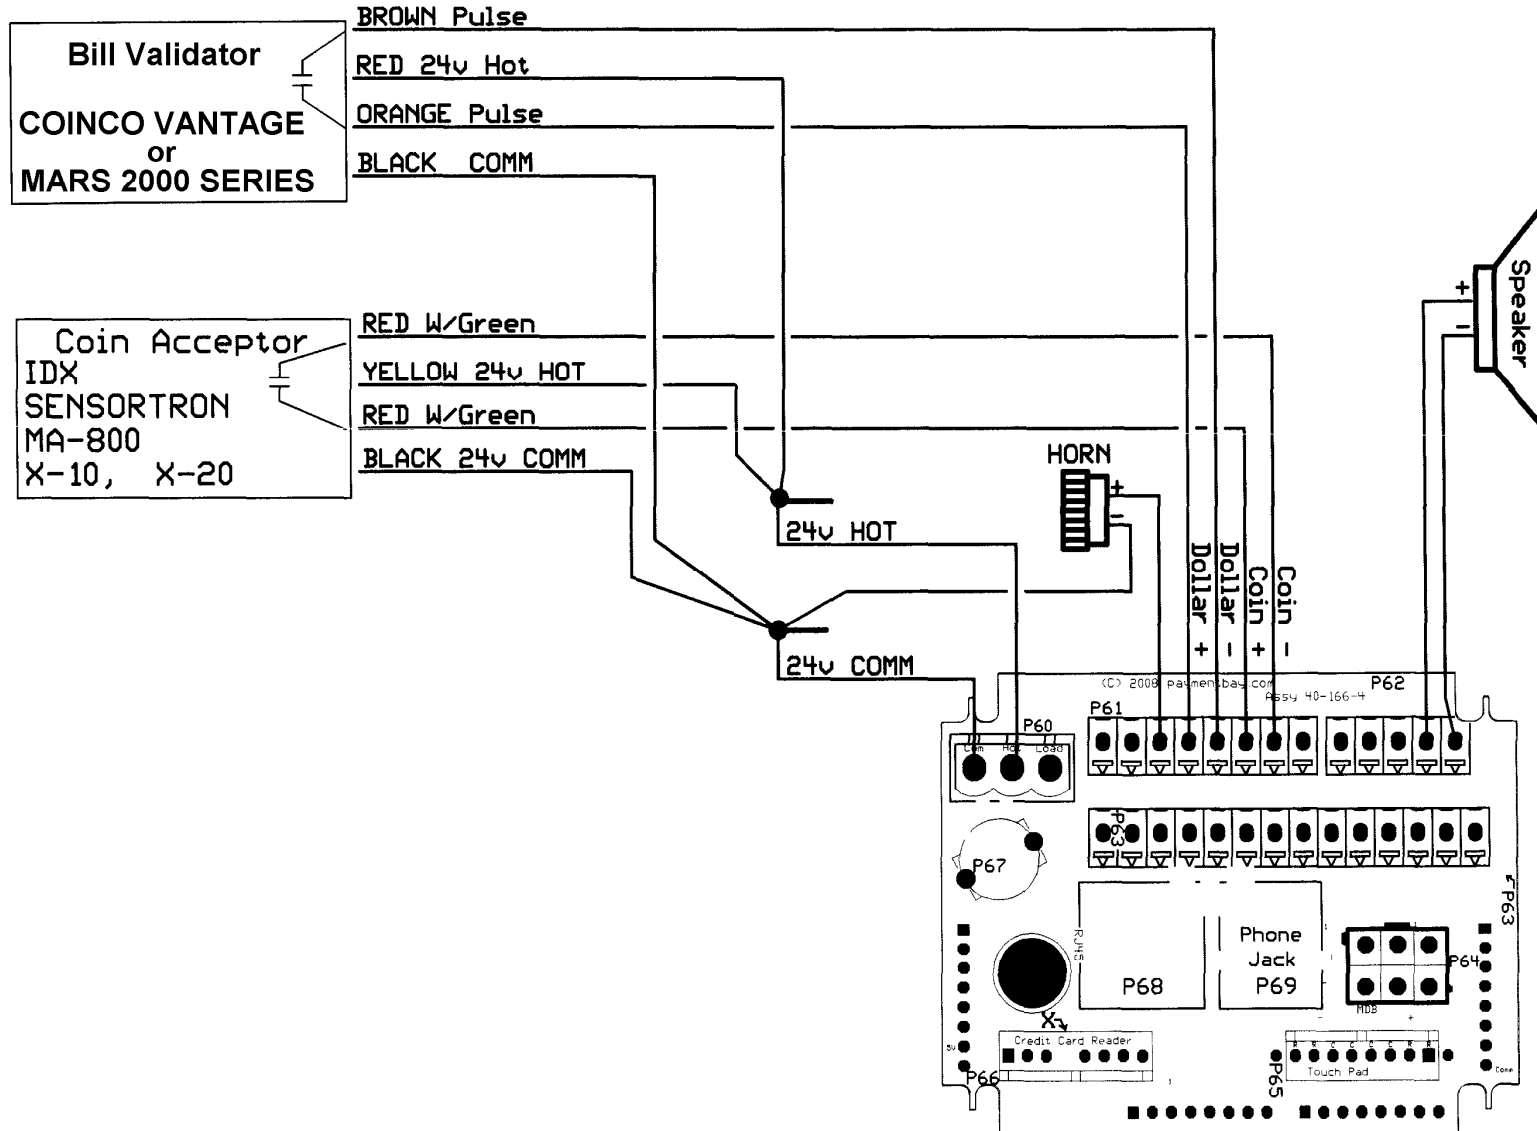 BROWN Pulse
Bill Validator
RED 24v Hot
ORANGE Pulse
COINCO VANTAGE
or
BLACK COMM
MARS 2000 SERIES
Speaker
+
-
RED W/Green
Coin Acceptor
IDX
YELLOW 24v HOT
SENSORTRON
RED W/Green
MA-800
BLACK 24v COMM
X-10, X-20
HORN
+
-
24v HOT
Dollar +
Dollar -
Coin +
Coin -
24v COMM
(C) 2008 paymentbay.com
Assy 40-166-4
P62
P61
P60
Com Hot Load
P63
P67
P63
RJ45
Phone
Jack
P68
P69
P64
MDB
- +
X
Credit Card Reader
R R C C C C R R
5V
Touch Pad
Comm
P66
P65